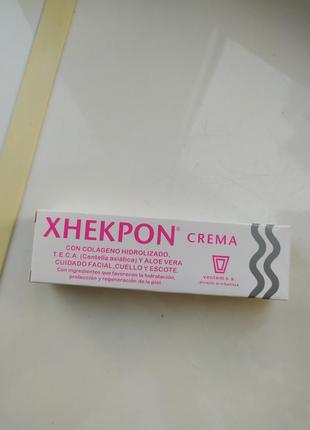 XHEKPON® CREMA
CON COLÁGENO HIDROLIZADO,
T.E.C.A. (Centella asiática) Y ALOE VERA
CUIDADO FACIAL, CUELLO Y ESCOTE.
Con ingredientes que favorecen la hidratación,
protección y regeneración de la piel.
vectem s.a.